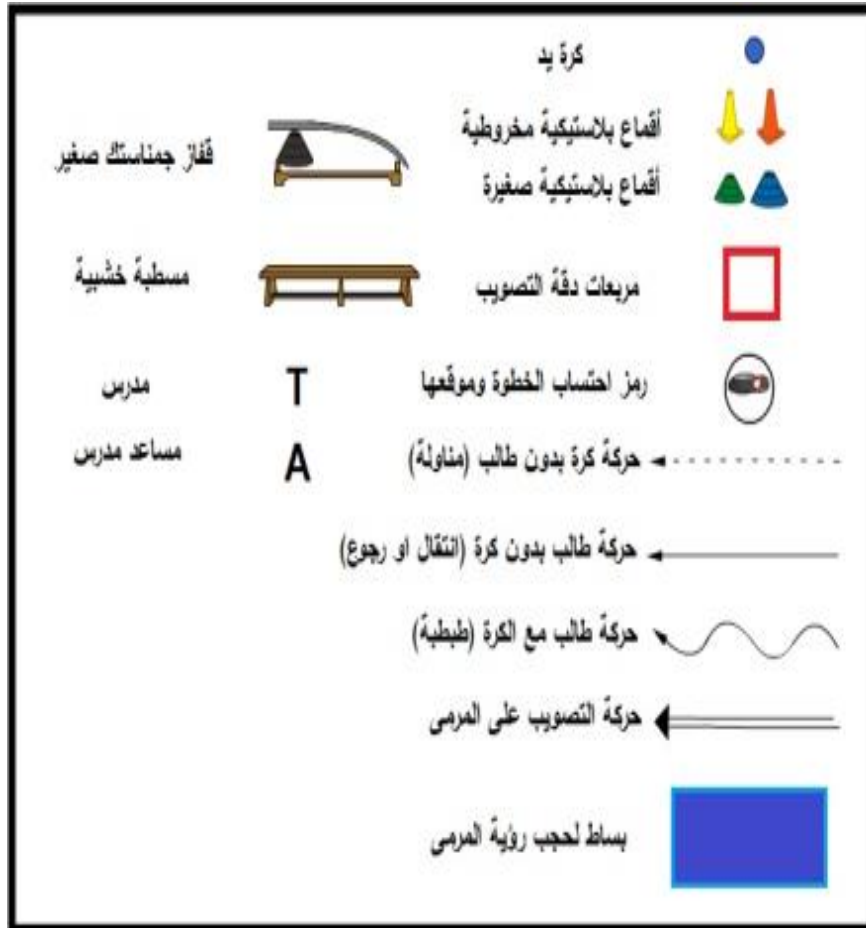 كرة يد
أقماع بلاستيكية مخروطية
قفاز جمناستك صغير
أقماع بلاستيكية صغيرة
مربعات دقة التصويب
مسطبة خشبية
رمز احتساب الخطوة وموقعها
T مدرس
حركة كرة بدون طالب (مناولة)
A مساعد مدرس
حركة طالب بدون كرة (انتقال او رجوع)
حركة طالب مع الكرة (طبطبة)
حركة التصويب على المرمى
بساط لحجب رؤية المرمى